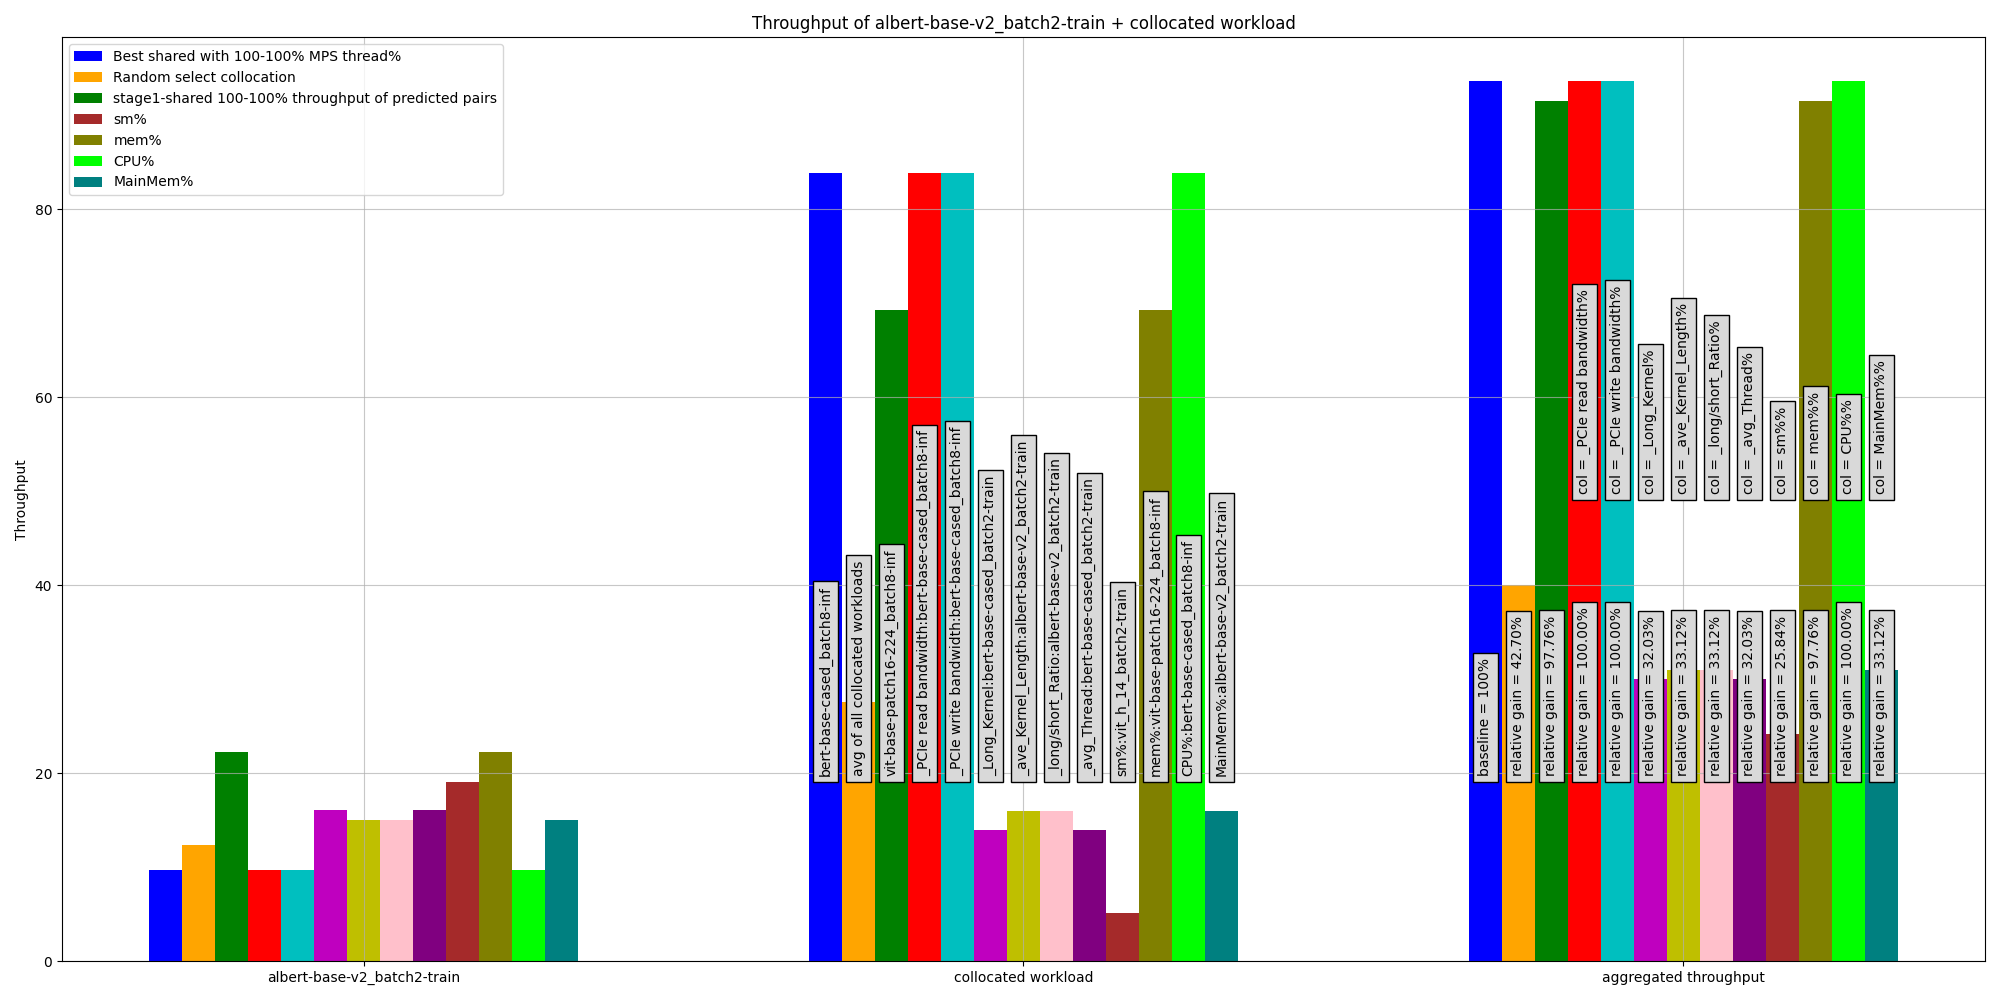 Throughput of albert-base-v2_batch2-train + collocated workload
Best shared with 100-100% MPS thread%
Random select collocation
stage1-shared 100-100% throughput of predicted pairs
sm%
mem%
CPU%
MainMem%
Throughput
80
60
40
20
0
bert-base-cased_batch8-inf
avg of all collocated workloads
vit-base-patch16-224_batch8-inf
_PCIe read bandwidth:bert-base-cased_batch8-inf
_PCIe write bandwidth:bert-base-cased_batch8-inf
_Long_Kernel:bert-base-cased_batch2-train
_ave_Kernel_Length:albert-base-v2_batch2-train
_long/short_Ratio:albert-base-v2_batch2-train
_avg_Thread:bert-base-cased_batch2-train
sm%:vit_h_14_batch2-train
mem%:vit-base-patch16-224_batch8-inf
CPU%:bert-base-cased_batch8-inf
MainMem%:albert-base-v2_batch2-train
col = _PCIe read bandwidth%
col = _PCIe write bandwidth%
col = _Long_Kernel%
col = _ave_Kernel_Length%
col = _long/short_Ratio%
col = _avg_Thread%
col = sm%%
col = mem%%
col = CPU%%
col = MainMem%%
baseline = 100%
relative gain = 42.70%
relative gain = 97.76%
relative gain = 100.00%
relative gain = 100.00%
relative gain = 32.03%
relative gain = 33.12%
relative gain = 33.12%
relative gain = 32.03%
relative gain = 25.84%
relative gain = 97.76%
relative gain = 100.00%
relative gain = 33.12%
albert-base-v2_batch2-train
collocated workload
aggregated throughput